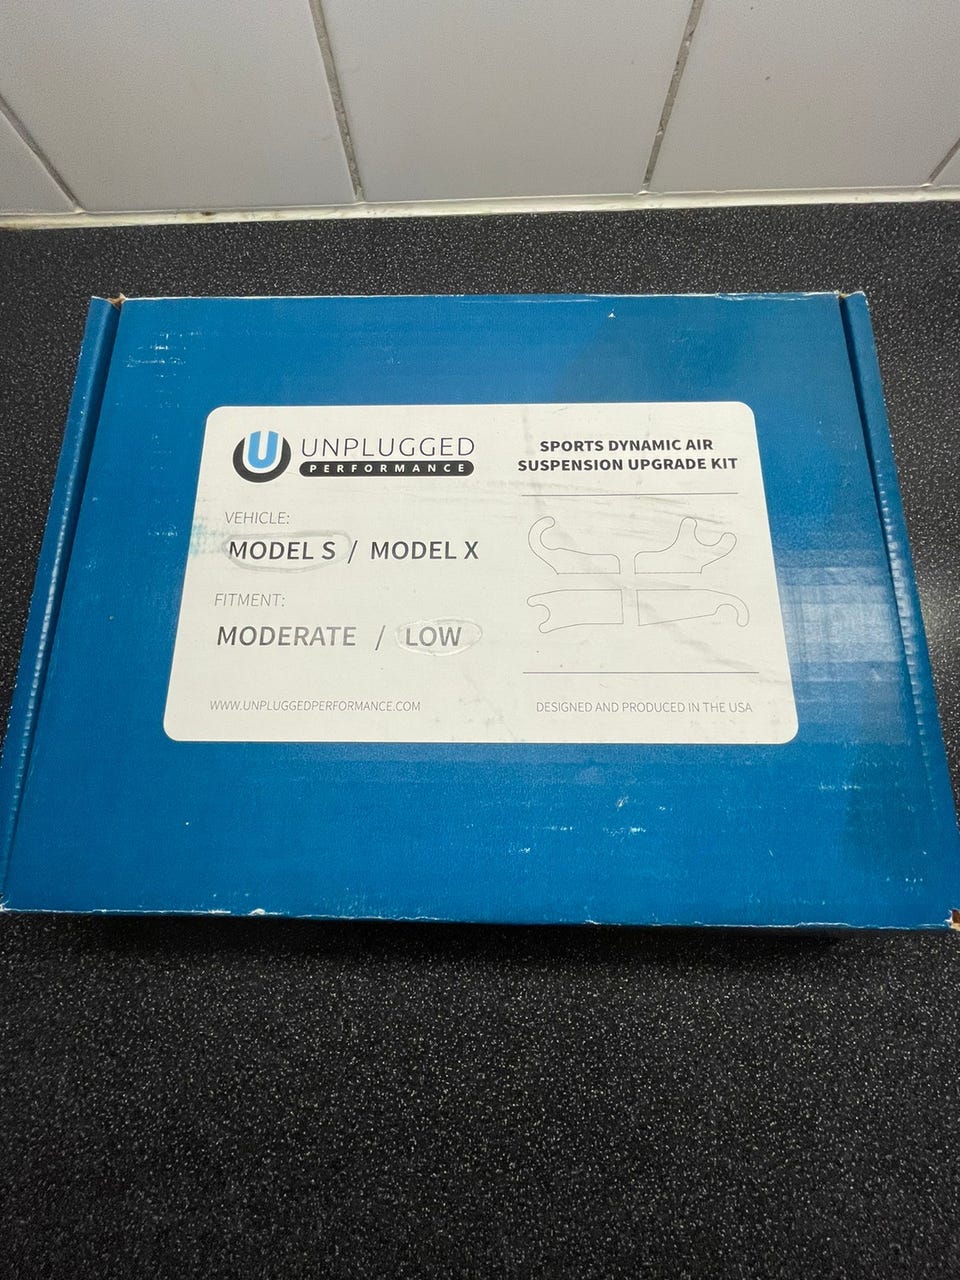 UNPLUGGED
PERFORMANCE
SPORTS DYNAMIC AIR
SUSPENSION UPGRADE KIT
VEHICLE:
MODEL S / MODEL X
FITMENT:
MODERATE / LOW
WWW.UNPLUGGEDPERFORMANCE.COM
DESIGNED AND PRODUCED IN THE USA